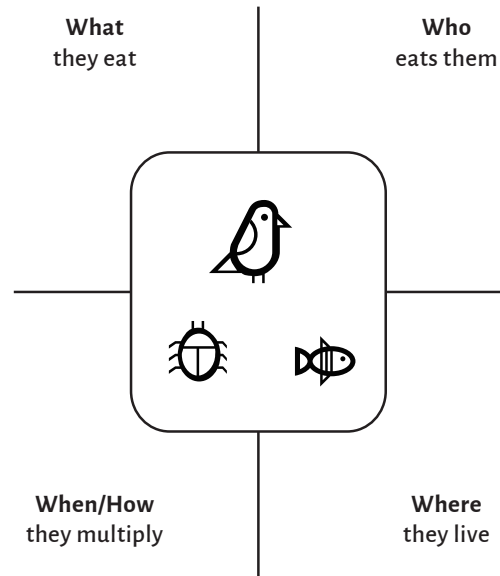 What
they eat
Who
eats them
When/How
they multiply
Where
they live